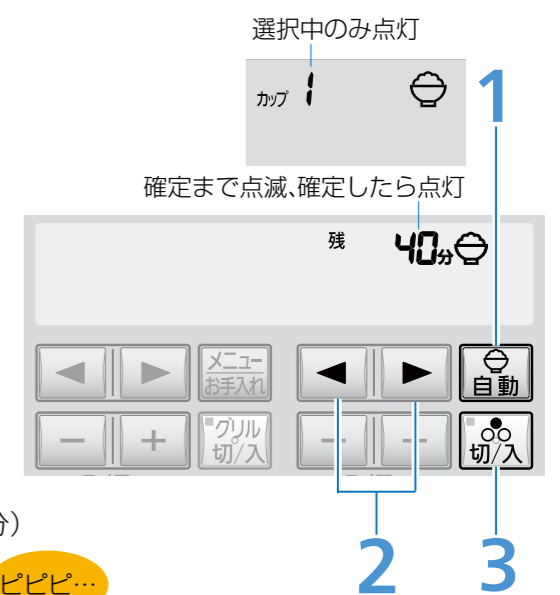 選択中のみ点灯
カップ 1
1
確定まで点滅、確定したら点灯
残 40分
◀ ▶ メニュー お手入れ ◀ ▶ 自動
− + グリル 切/入 − + 切/入
分）
2 3
ピピピ…